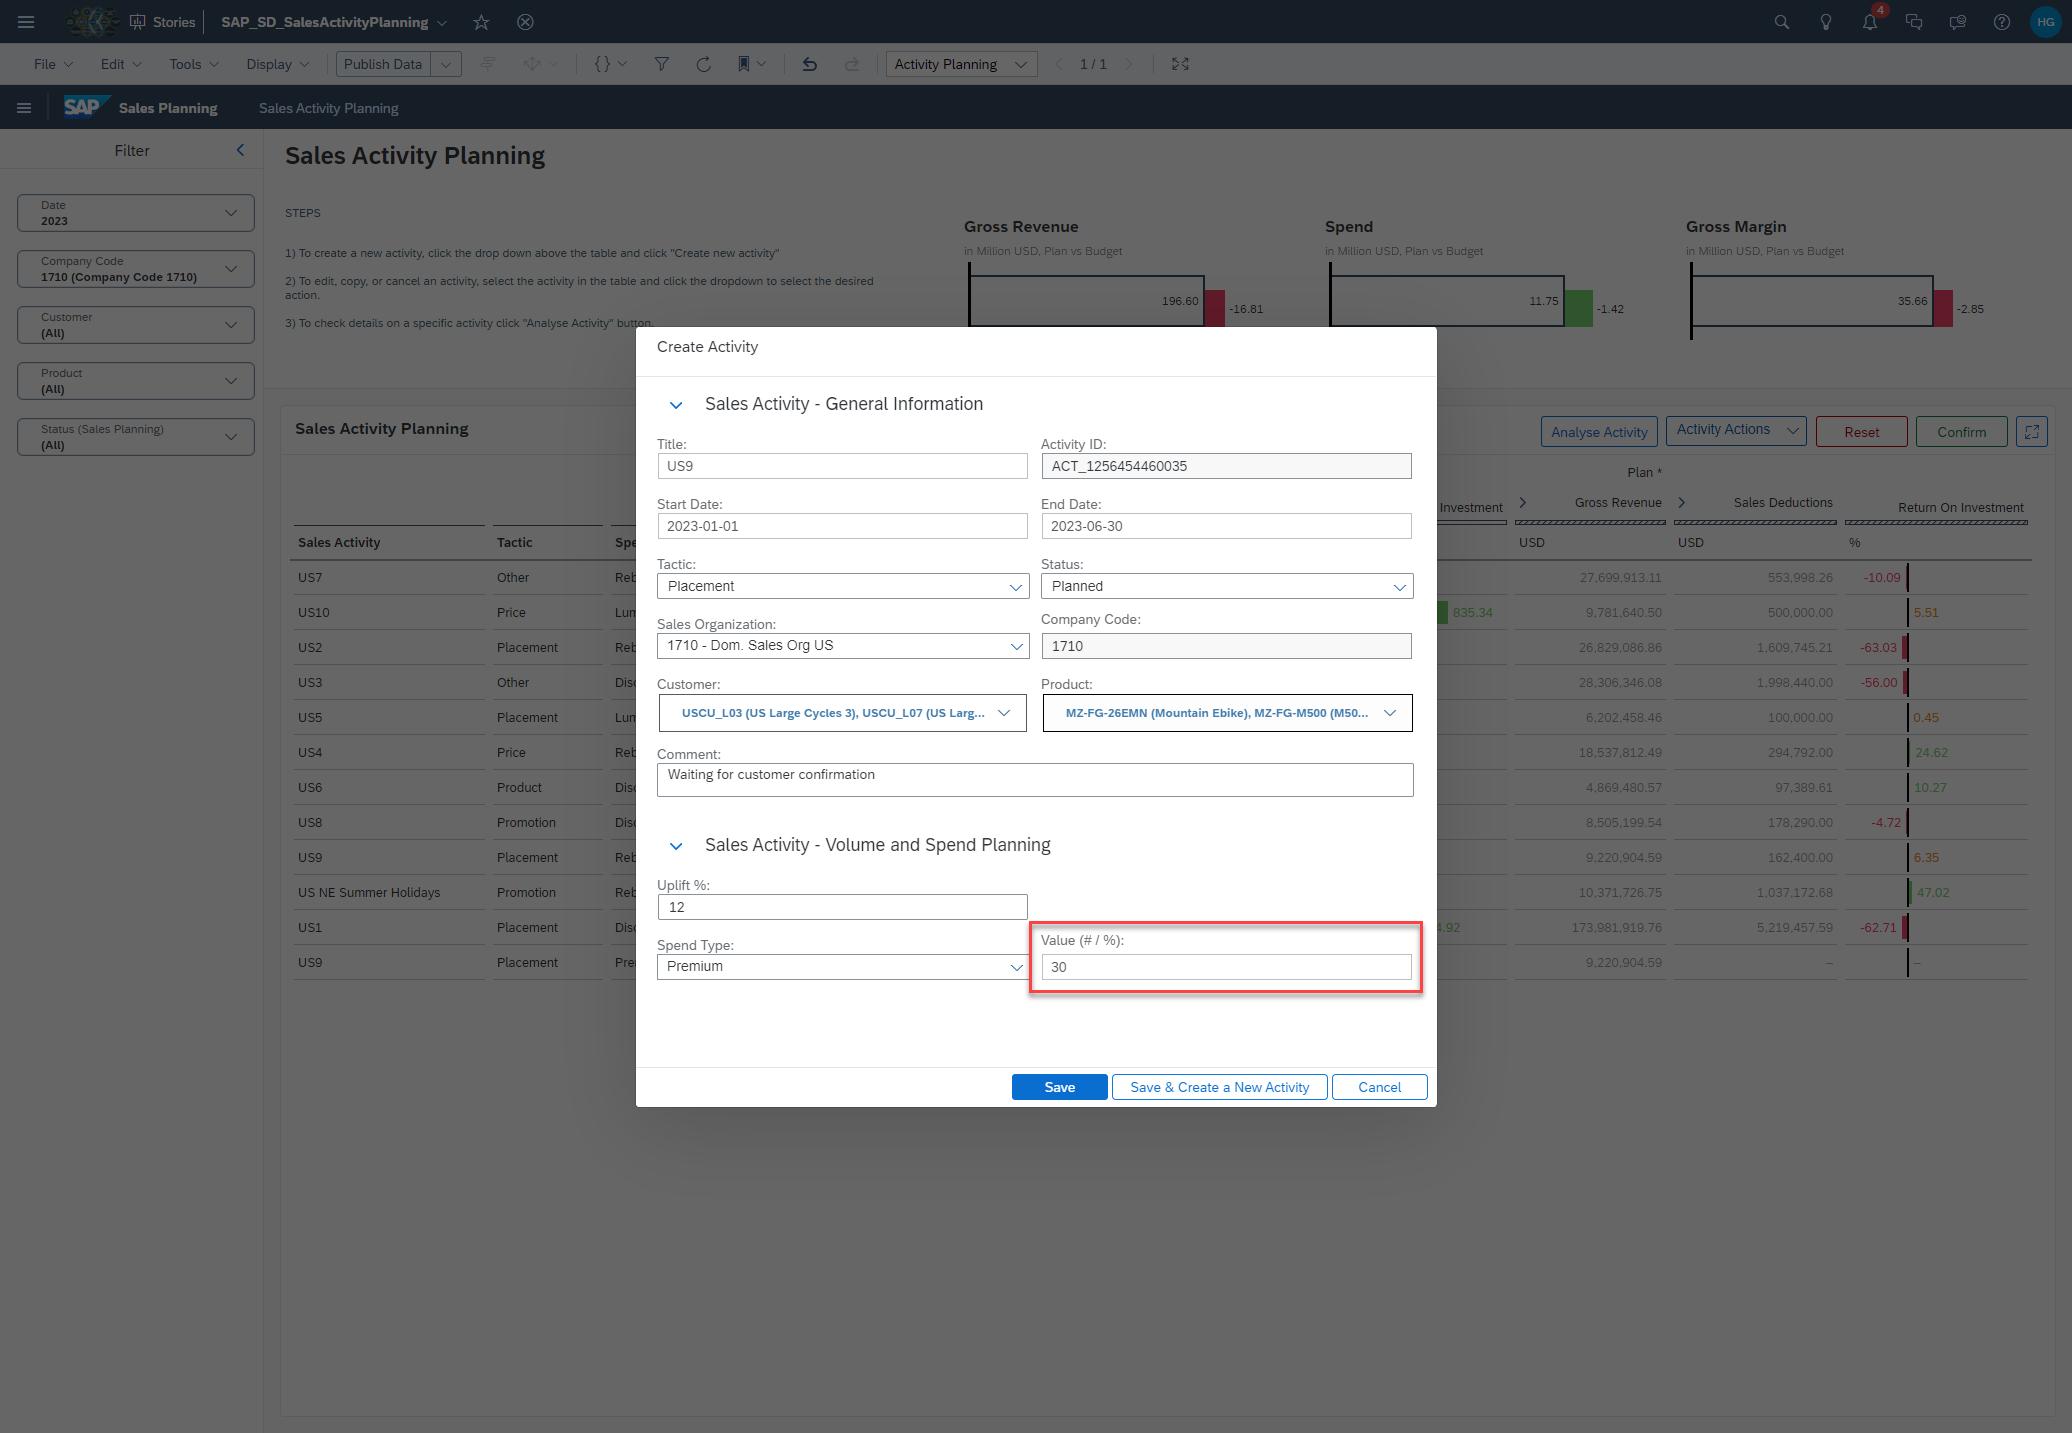 Stories
SAP_SD_SalesActivityPlanning
4
HG
File
Edit
Tools
Display
Publish Data
Activity Planning
1 / 1
SAP
Sales Planning
Sales Activity Planning
Filter
Date
2023
Company Code
1710 (Company Code 1710)
Customer
(All)
Product
(All)
Status (Sales Planning)
(All)
Sales Activity Planning
STEPS
1) To create a new activity, click the drop down above the table and click "Create new activity"
2) To edit, copy, or cancel an activity, select the activity in the table and click the dropdown to select the desired
action.
3) To check details on a specific activity click "Analyse Activity" button.
Gross Revenue
in Million USD, Plan vs Budget
196.60
-16.81
Spend
in Million USD, Plan vs Budget
11.75
-1.42
Gross Margin
in Million USD, Plan vs Budget
35.66
-2.85
Sales Activity Planning
Analyse Activity
Activity Actions
Reset
Confirm
Plan *
Investment
Gross Revenue
Sales Deductions
Return On Investment
Sales Activity Tactic Spe USD USD %
US7 Other Reb 27,699,913.11 553,998.26 -10.09
US10 Price Lum 835.34 9,781,640.50 500,000.00 5.51
US2 Placement Reb 26,829,086.86 1,609,745.21 -63.03
US3 Other Disc 28,306,346.08 1,998,440.00 -56.00
US5 Placement Lum 6,202,458.46 100,000.00 0.45
US4 Price Reb 18,537,812.49 294,792.00 24.62
US6 Product Disc 4,869,480.57 97,389.61 10.27
US8 Promotion Disc 8,505,199.54 178,290.00 -4.72
US9 Placement Reb 9,220,904.59 162,400.00 6.35
US NE Summer Holidays Promotion Reb 10,371,726.75 1,037,172.68 47.02
US1 Placement Disc 4.92 173,981,919.76 5,219,457.59 -62.71
US9 Placement Pre 9,220,904.59 – –
Create Activity
Sales Activity - General Information
Title:
US9
Activity ID:
ACT_1256454460035
Start Date:
2023-01-01
End Date:
2023-06-30
Tactic:
Placement
Status:
Planned
Sales Organization:
1710 - Dom. Sales Org US
Company Code:
1710
Customer:
USCU_L03 (US Large Cycles 3), USCU_L07 (US Larg...
Product:
MZ-FG-26EMN (Mountain Ebike), MZ-FG-M500 (M50...
Comment:
Waiting for customer confirmation
Sales Activity - Volume and Spend Planning
Uplift %:
12
Spend Type:
Premium
Value (# / %):
30
Save
Save & Create a New Activity
Cancel